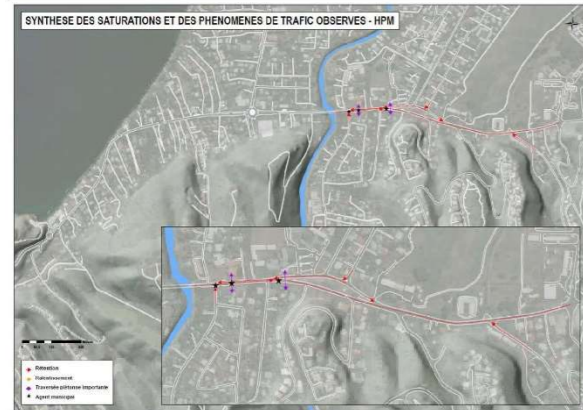 SYNTHESE DES SATURATIONS ET DES PHENOMENES DE TRAFIC OBSERVES - HPM
Rétention
Ralentissement
Traversée piétonne importante
Agent municipal